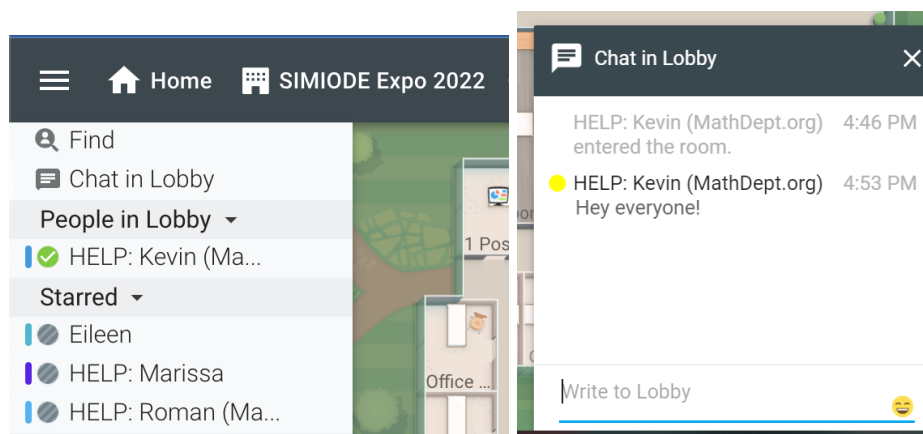 Home SIMIODE Expo 2022
Find
Chat in Lobby
People in Lobby
HELP: Kevin (Ma...
Starred
Eileen
HELP: Marissa
HELP: Roman (Ma...
1 Pos
Office ...
Chat in Lobby
HELP: Kevin (MathDept.org) 4:46 PM
entered the room.
HELP: Kevin (MathDept.org) 4:53 PM
Hey everyone!
Write to Lobby